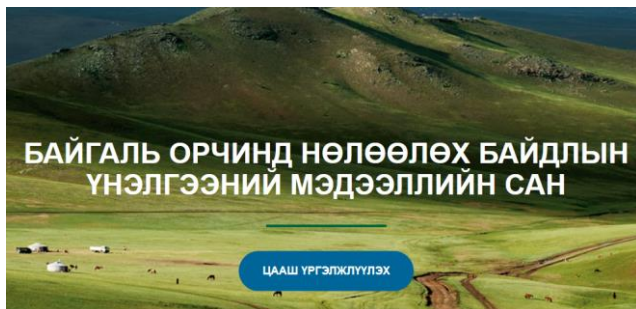 БАЙГАЛЬ ОРЧИНД НӨЛӨӨЛӨХ БАЙДЛЫН
ҮНЭЛГЭЭНИЙ МЭДЭЭЛЛИЙН САН
ЦААШ ҮРГЭЛЖЛҮҮЛЭХ